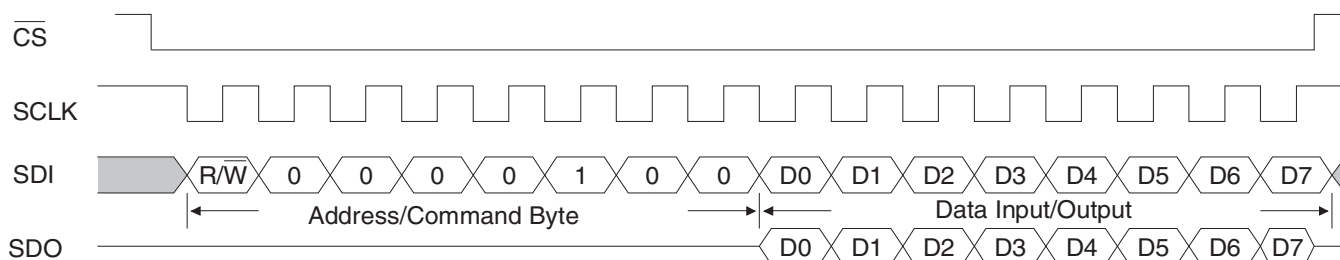 C̅S̅
SCLK
SDI R/W̅ 0 0 0 0 1 0 0 D0 D1 D2 D3 D4 D5 D6 D7
Address/Command Byte Data Input/Output
SDO D0 D1 D2 D3 D4 D5 D6 D7